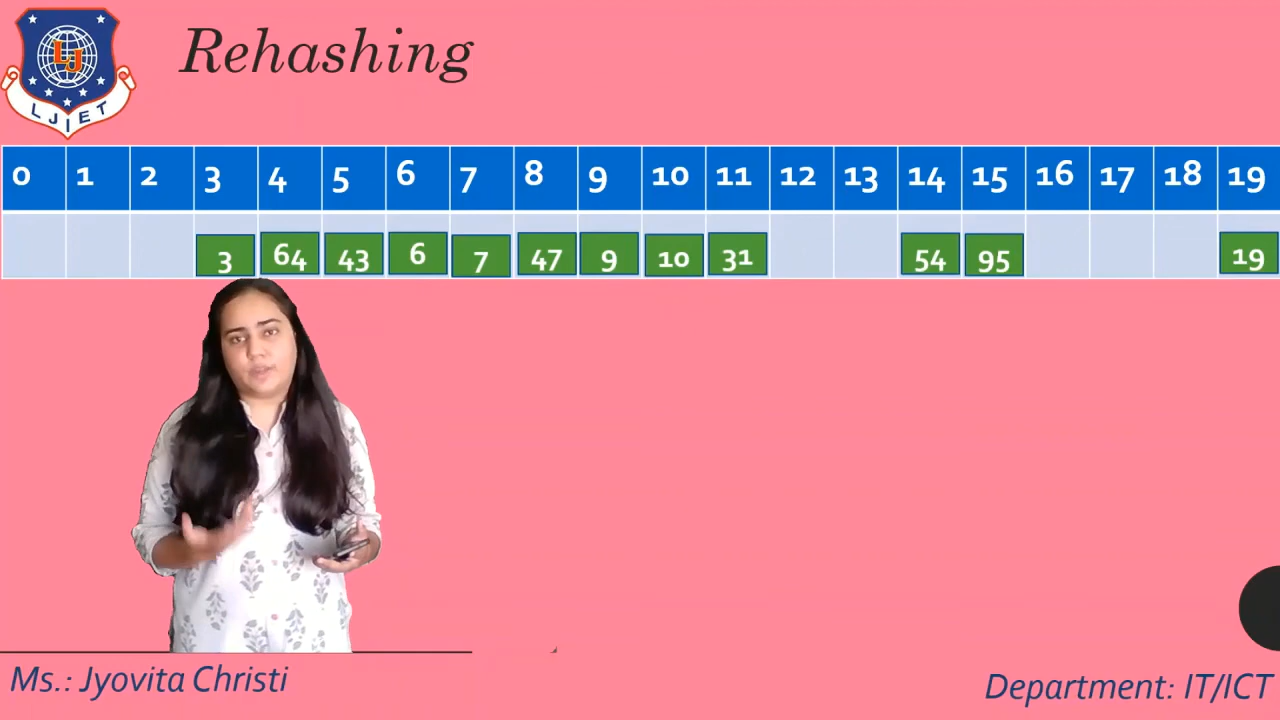 LJ
LJIET
Rehashing
0 1 2 3 4 5 6 7 8 9 10 11 12 13 14 15 16 17 18 19
3 64 43 6 7 47 9 10 31 54 95 19
Ms.: Jyovita Christi
Department: IT/ICT